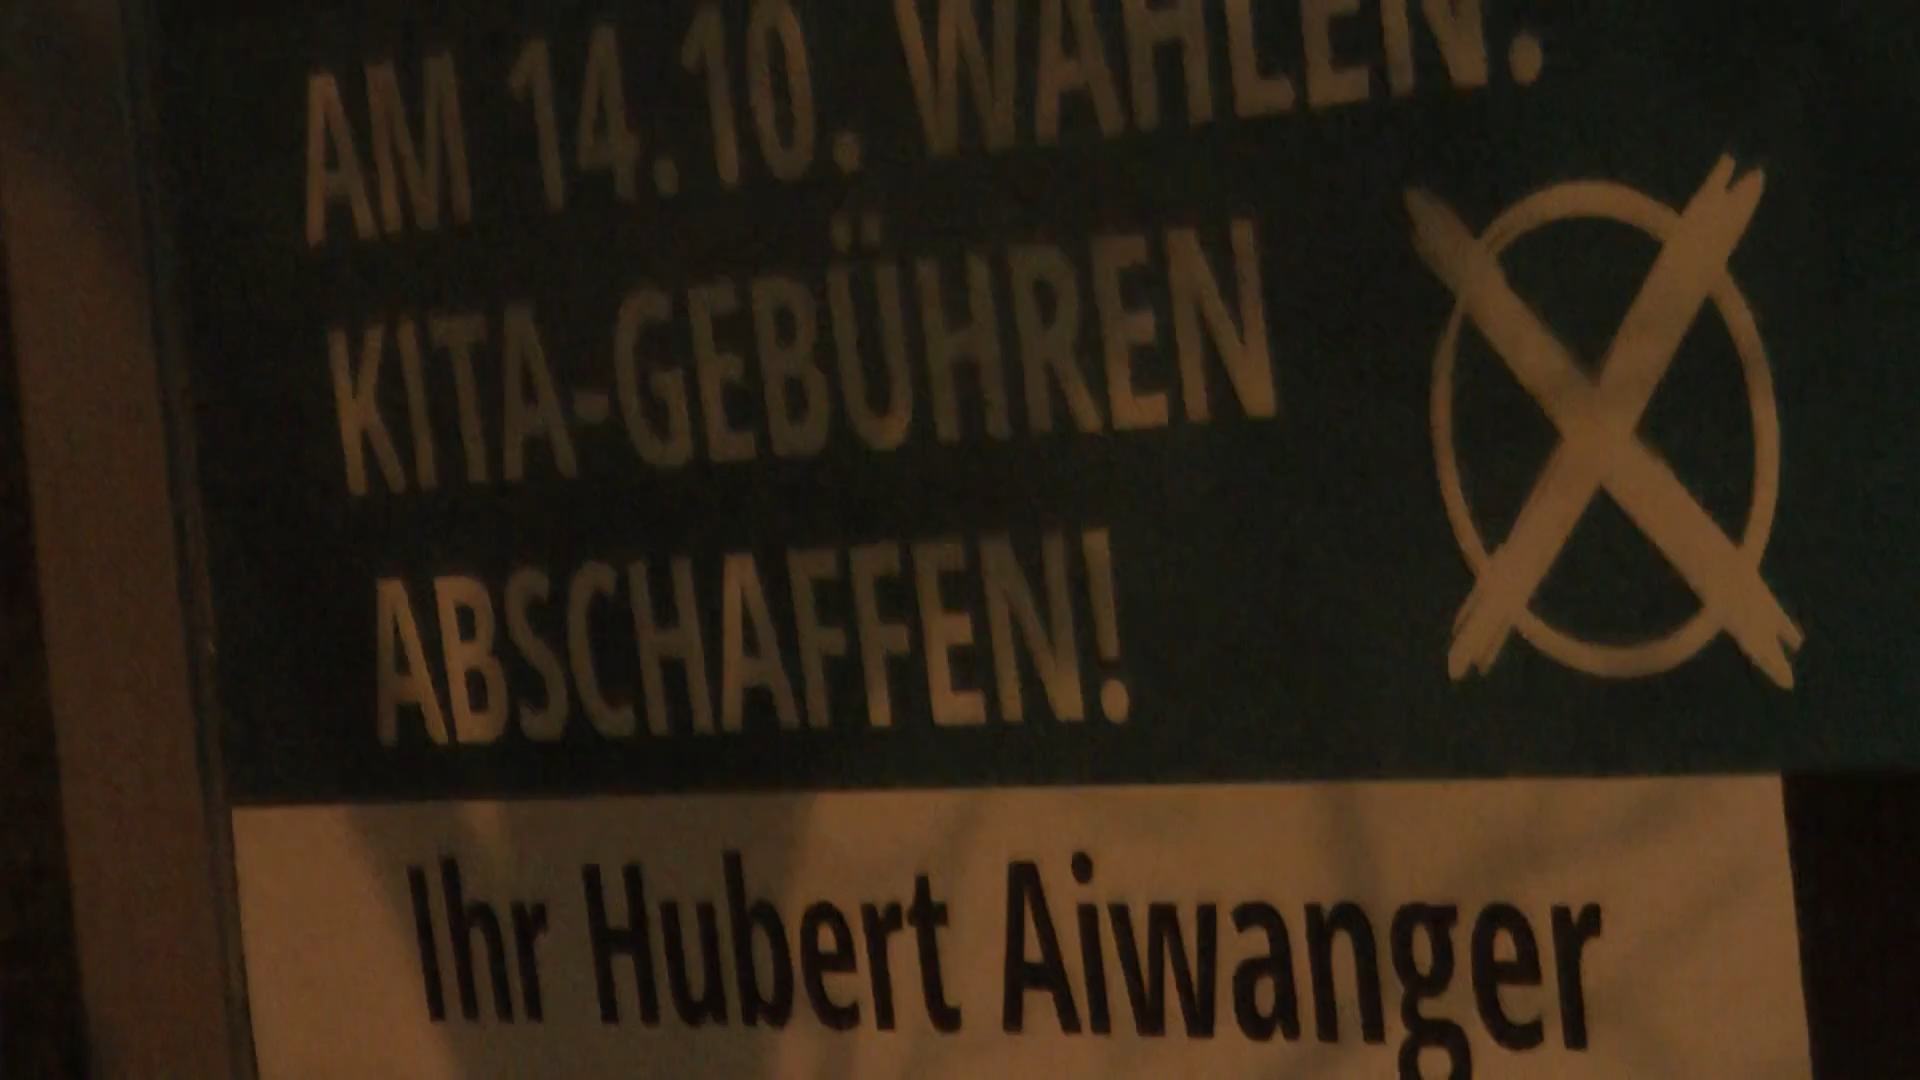 AM 14.10. WÄHLEN.
KITA-GEBÜHREN
ABSCHAFFEN!
Ihr Hubert Aiwanger